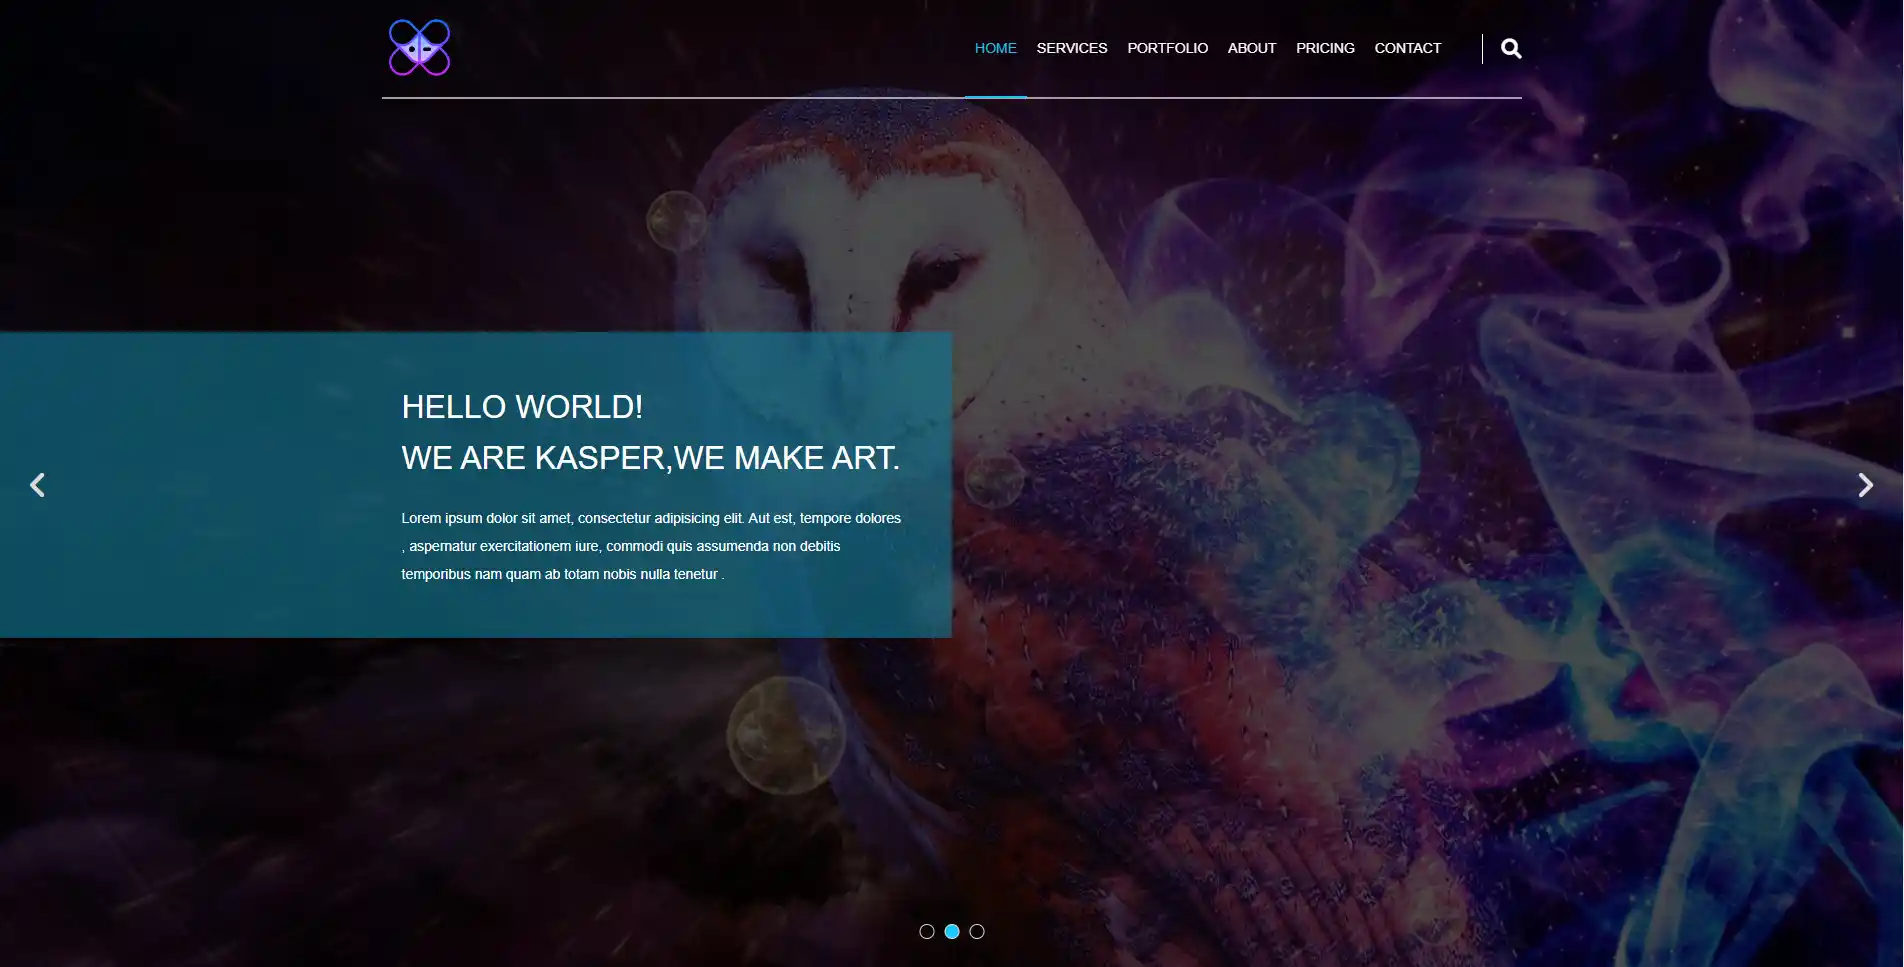 HOME SERVICES PORTFOLIO ABOUT PRICING CONTACT
HELLO WORLD!
WE ARE KASPER,WE MAKE ART.
Lorem ipsum dolor sit amet, consectetur adipisicing elit. Aut est, tempore dolores
, aspernatur exercitationem iure, commodi quis assumenda non debitis
temporibus nam quam ab totam nobis nulla tenetur .